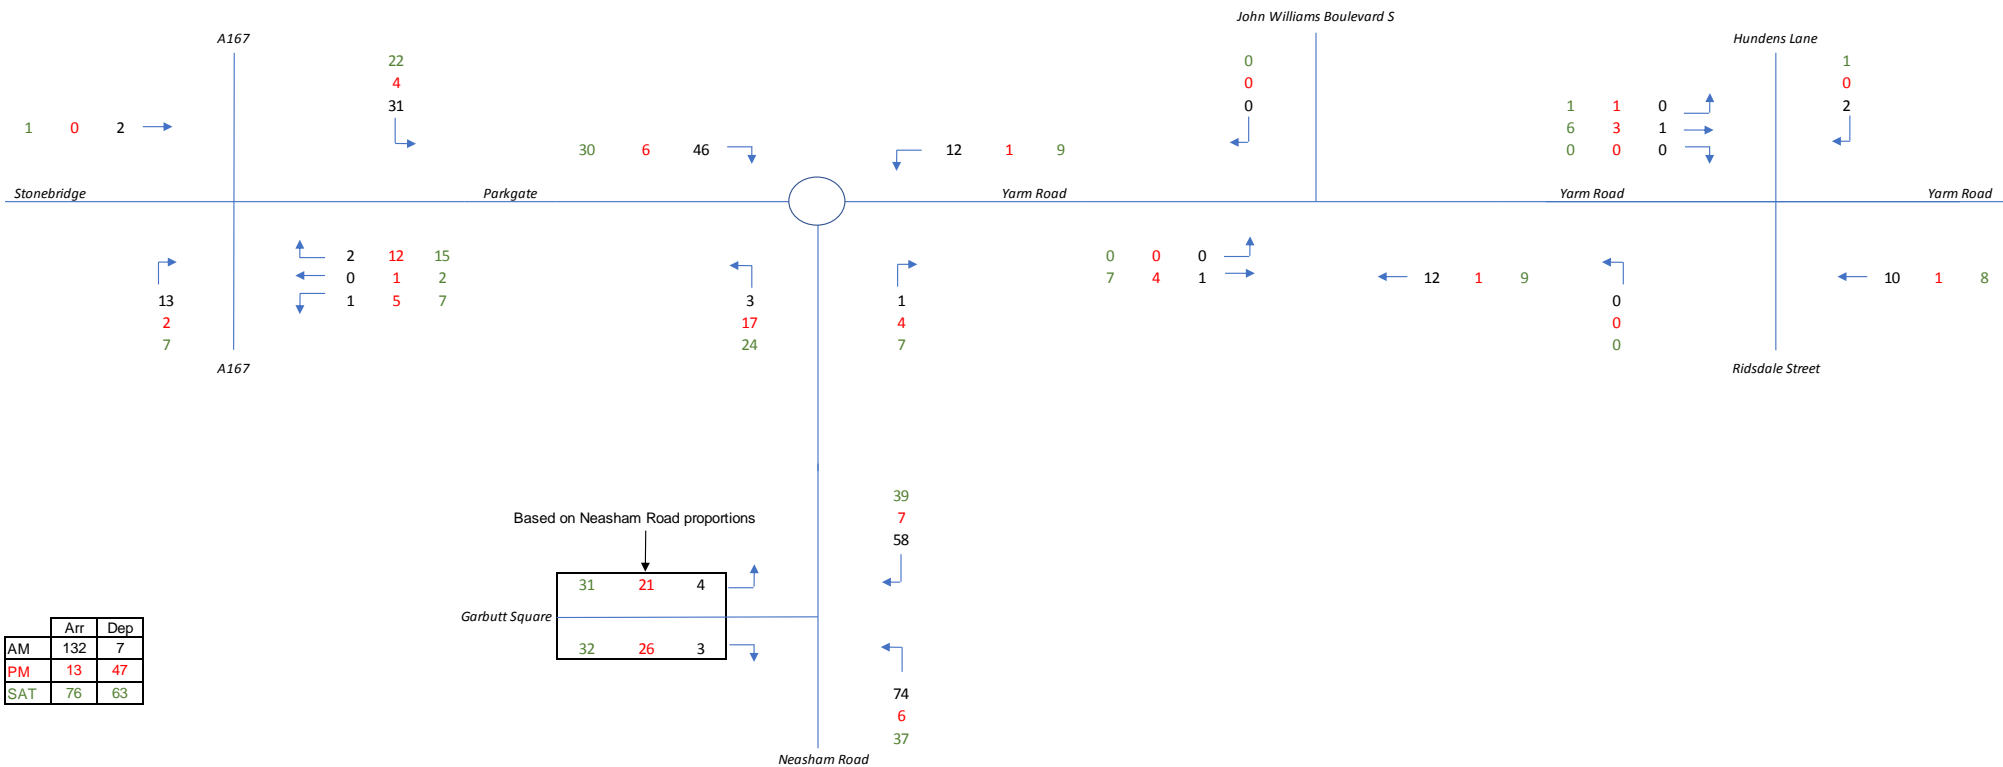 John Williams Boulevard S
A167
Hundens Lane
22
0
1
4
0
0
31
0
1 1 0
2
1 0 2
6 3 1
30 6 46
12 1 9
0 0 0
Stonebridge
Parkgate
Yarm Road
Yarm Road
Yarm Road
2 12 15
0 0 0
0 1 2
7 4 1
12 1 9
10 1 8
13
1 5 7
3
1
0
2
17
4
0
7
24
7
0
A167
Ridsdale Street
39
Based on Neasham Road proportions
7
58
31 21 4
Garbutt Square
Arr Dep
AM 132 7
32 26 3
PM 13 47
SAT 76 63
74
6
37
Neasham Road